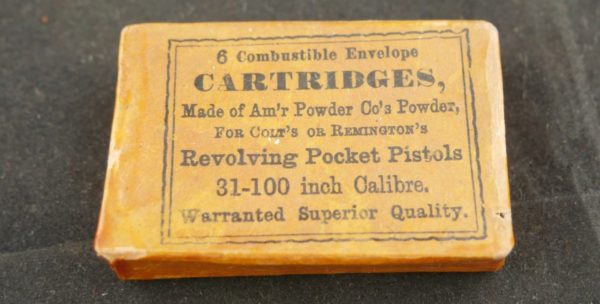 6 Combustible Envelope
CARTRIDGES,
Made of Am'r Powder Co's Powder,
FOR COLT'S OR REMINGTON'S
Revolving Pocket Pistols
31-100 inch Calibre.
Warranted Superior Quality.